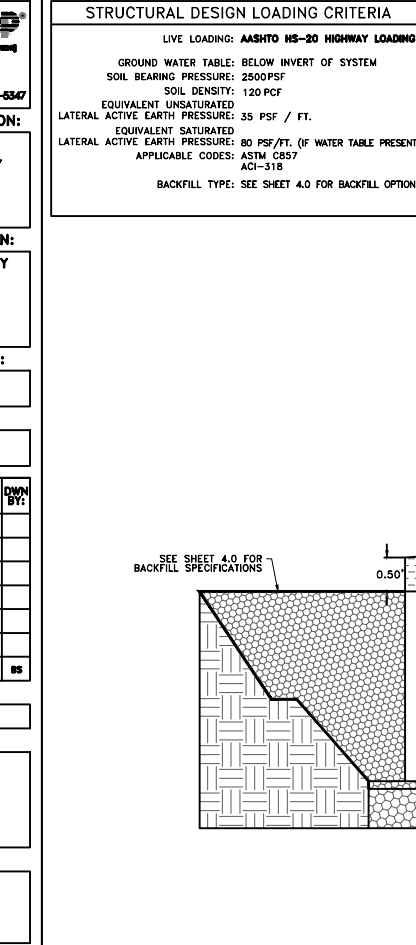 STRUCTURAL DESIGN LOADING CRITERIA
LIVE LOADING: AASHTO HS-20 HIGHWAY LOADING
GROUND WATER TABLE: BELOW INVERT OF SYSTEM
SOIL BEARING PRESSURE: 2500PSF
SOIL DENSITY: 120 PCF
EQUIVALENT UNSATURATED
LATERAL ACTIVE EARTH PRESSURE: 35 PSF / FT.
EQUIVALENT SATURATED
LATERAL ACTIVE EARTH PRESSURE: 80 PSF/FT. (IF WATER TABLE PRESENT
APPLICABLE CODES: ASTM C857
ACI-318
BACKFILL TYPE: SEE SHEET 4.0 FOR BACKFILL OPTION
-5347
ON:
N:
Y
:
DWN
BY:
BS
SEE SHEET 4.0 FOR
BACKFILL SPECIFICATIONS
0.50'